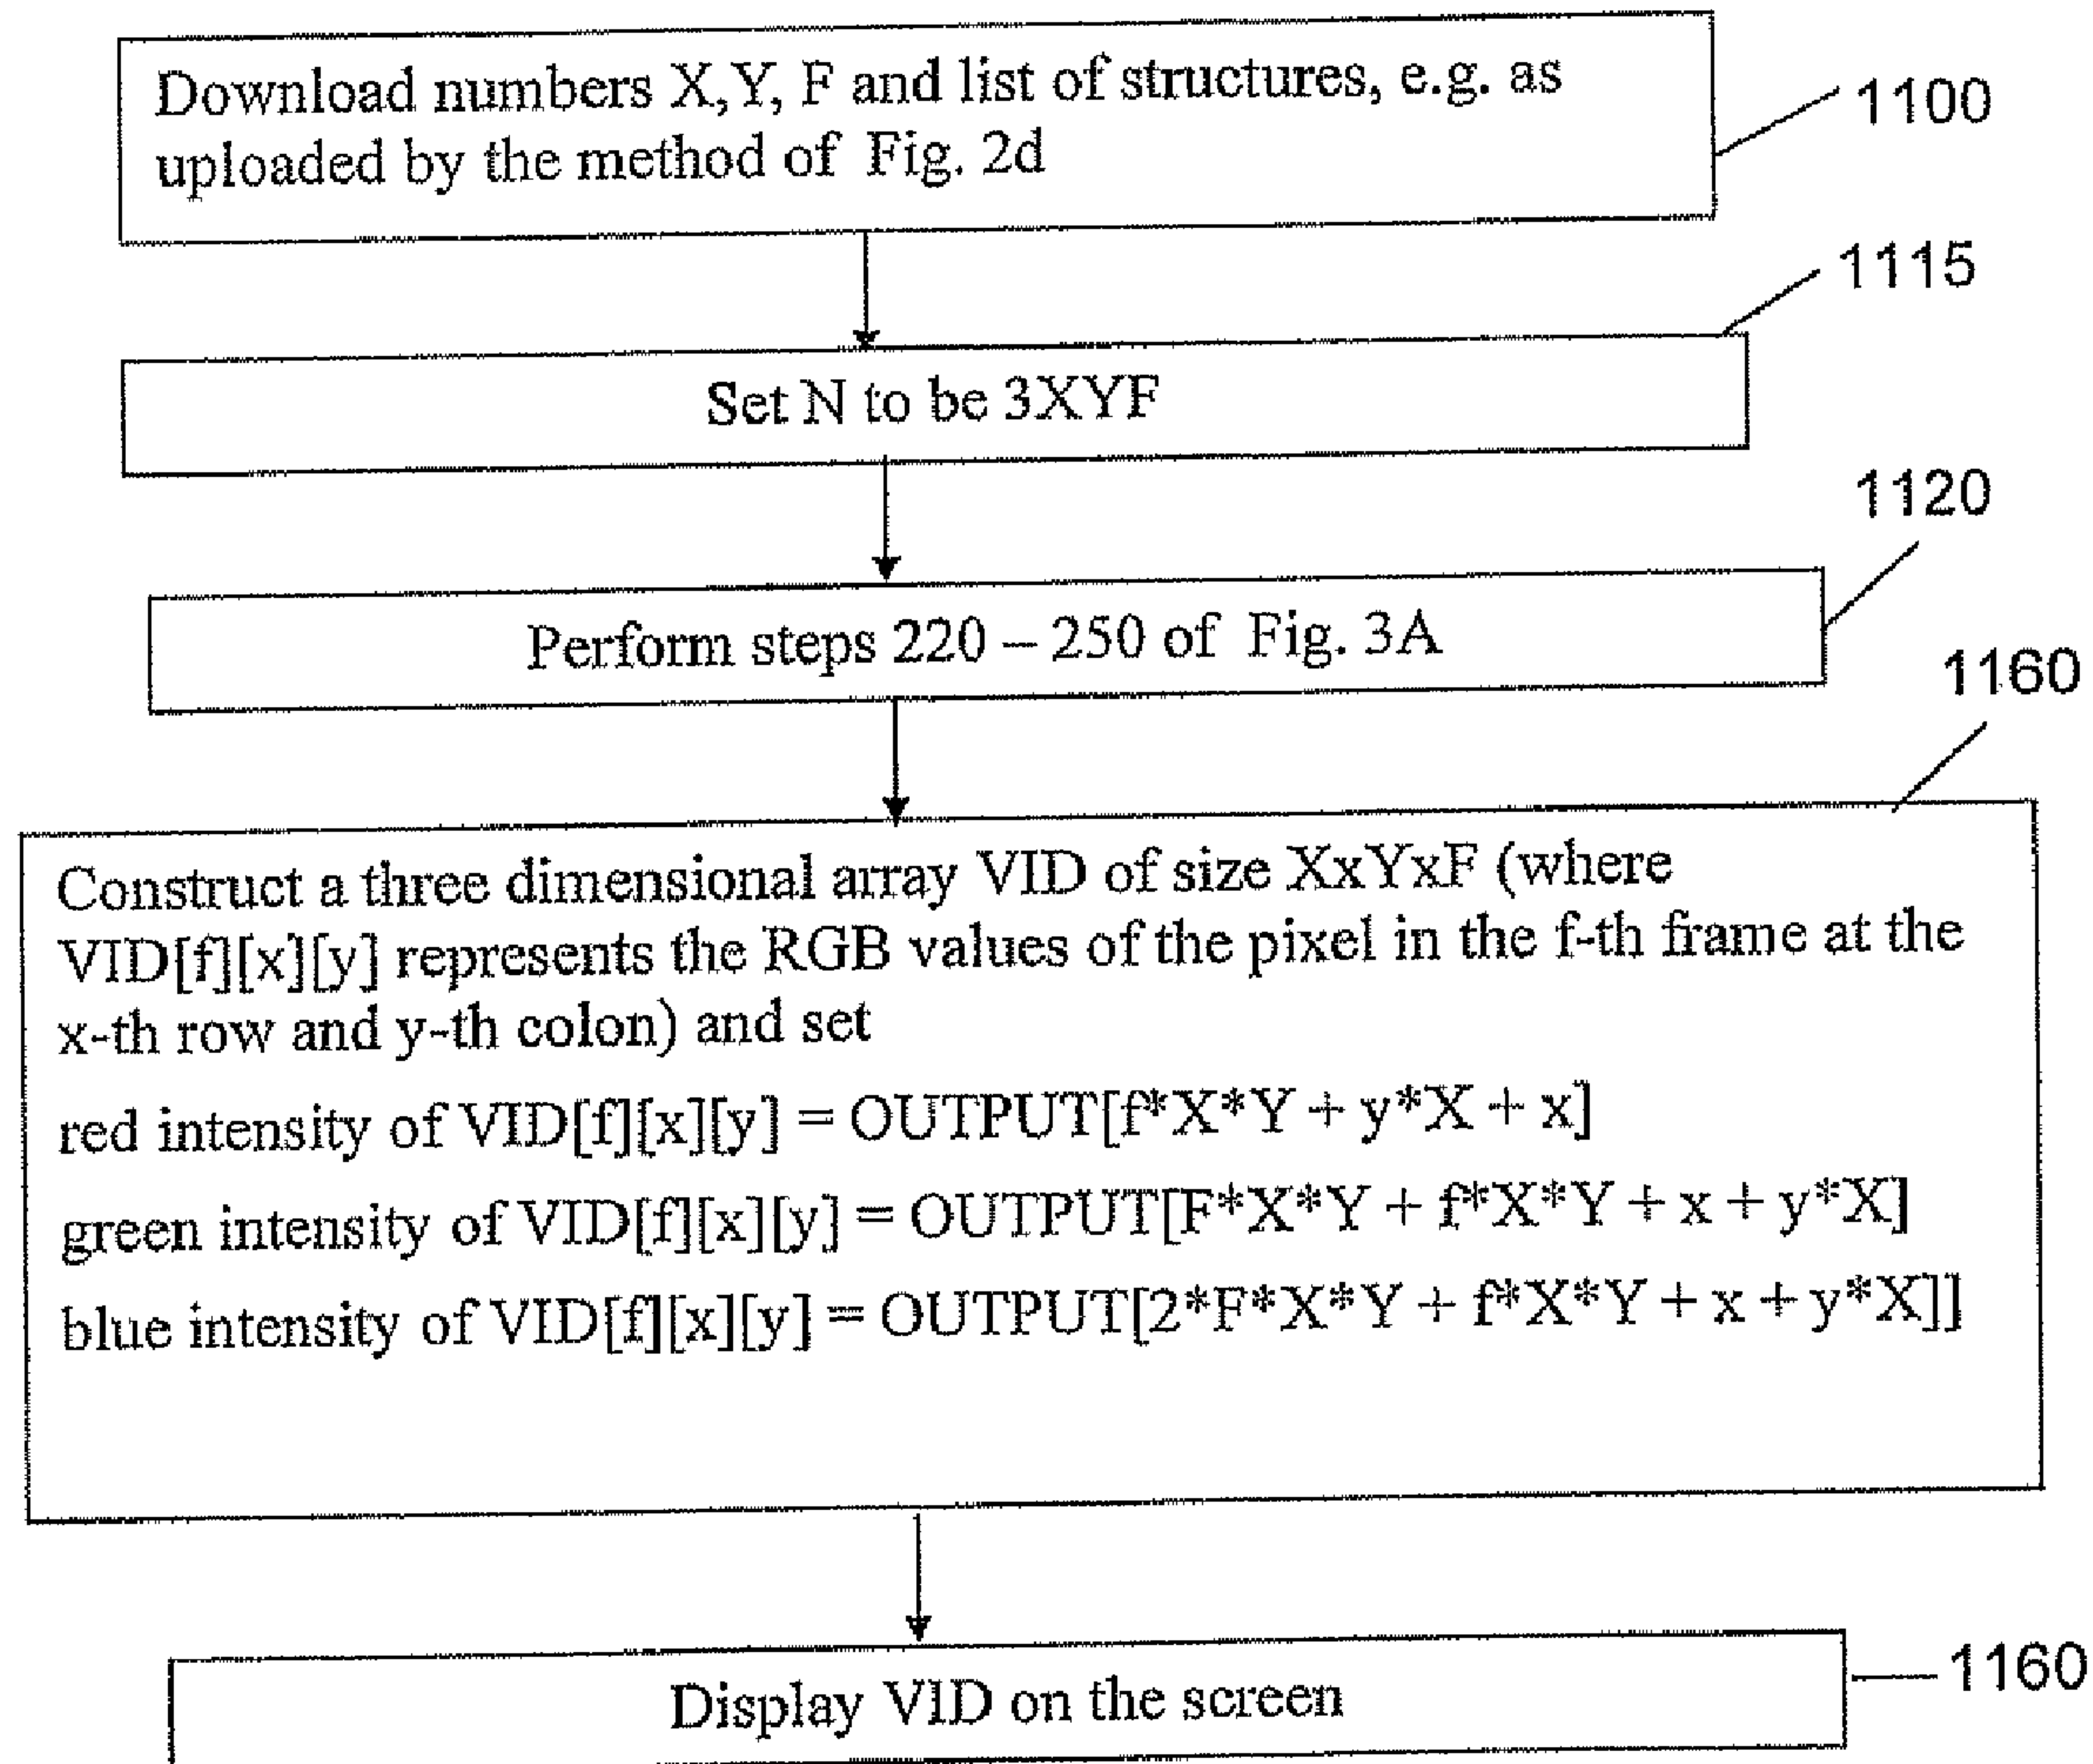 Download numbers X,Y, F and list of structures, e.g. as
uploaded by the method of Fig. 2d
1100
1115
Set N to be 3XYF
1120
Perform steps 220 – 250 of Fig. 3A
1160
Construct a three dimensional array VID of size XxYxF (where
VID[f][x][y] represents the RGB values of the pixel in the f-th frame at the
x-th row and y-th colon) and set
red intensity of VID[f][x][y] = OUTPUT[f*X*Y + y*X + x]
green intensity of VID[f][x][y] = OUTPUT[F*X*Y + f*X*Y + x + y*X]
blue intensity of VID[f][x][y] = OUTPUT[2*F*X*Y + f*X*Y + x + y*X]]
Display VID on the screen
1160